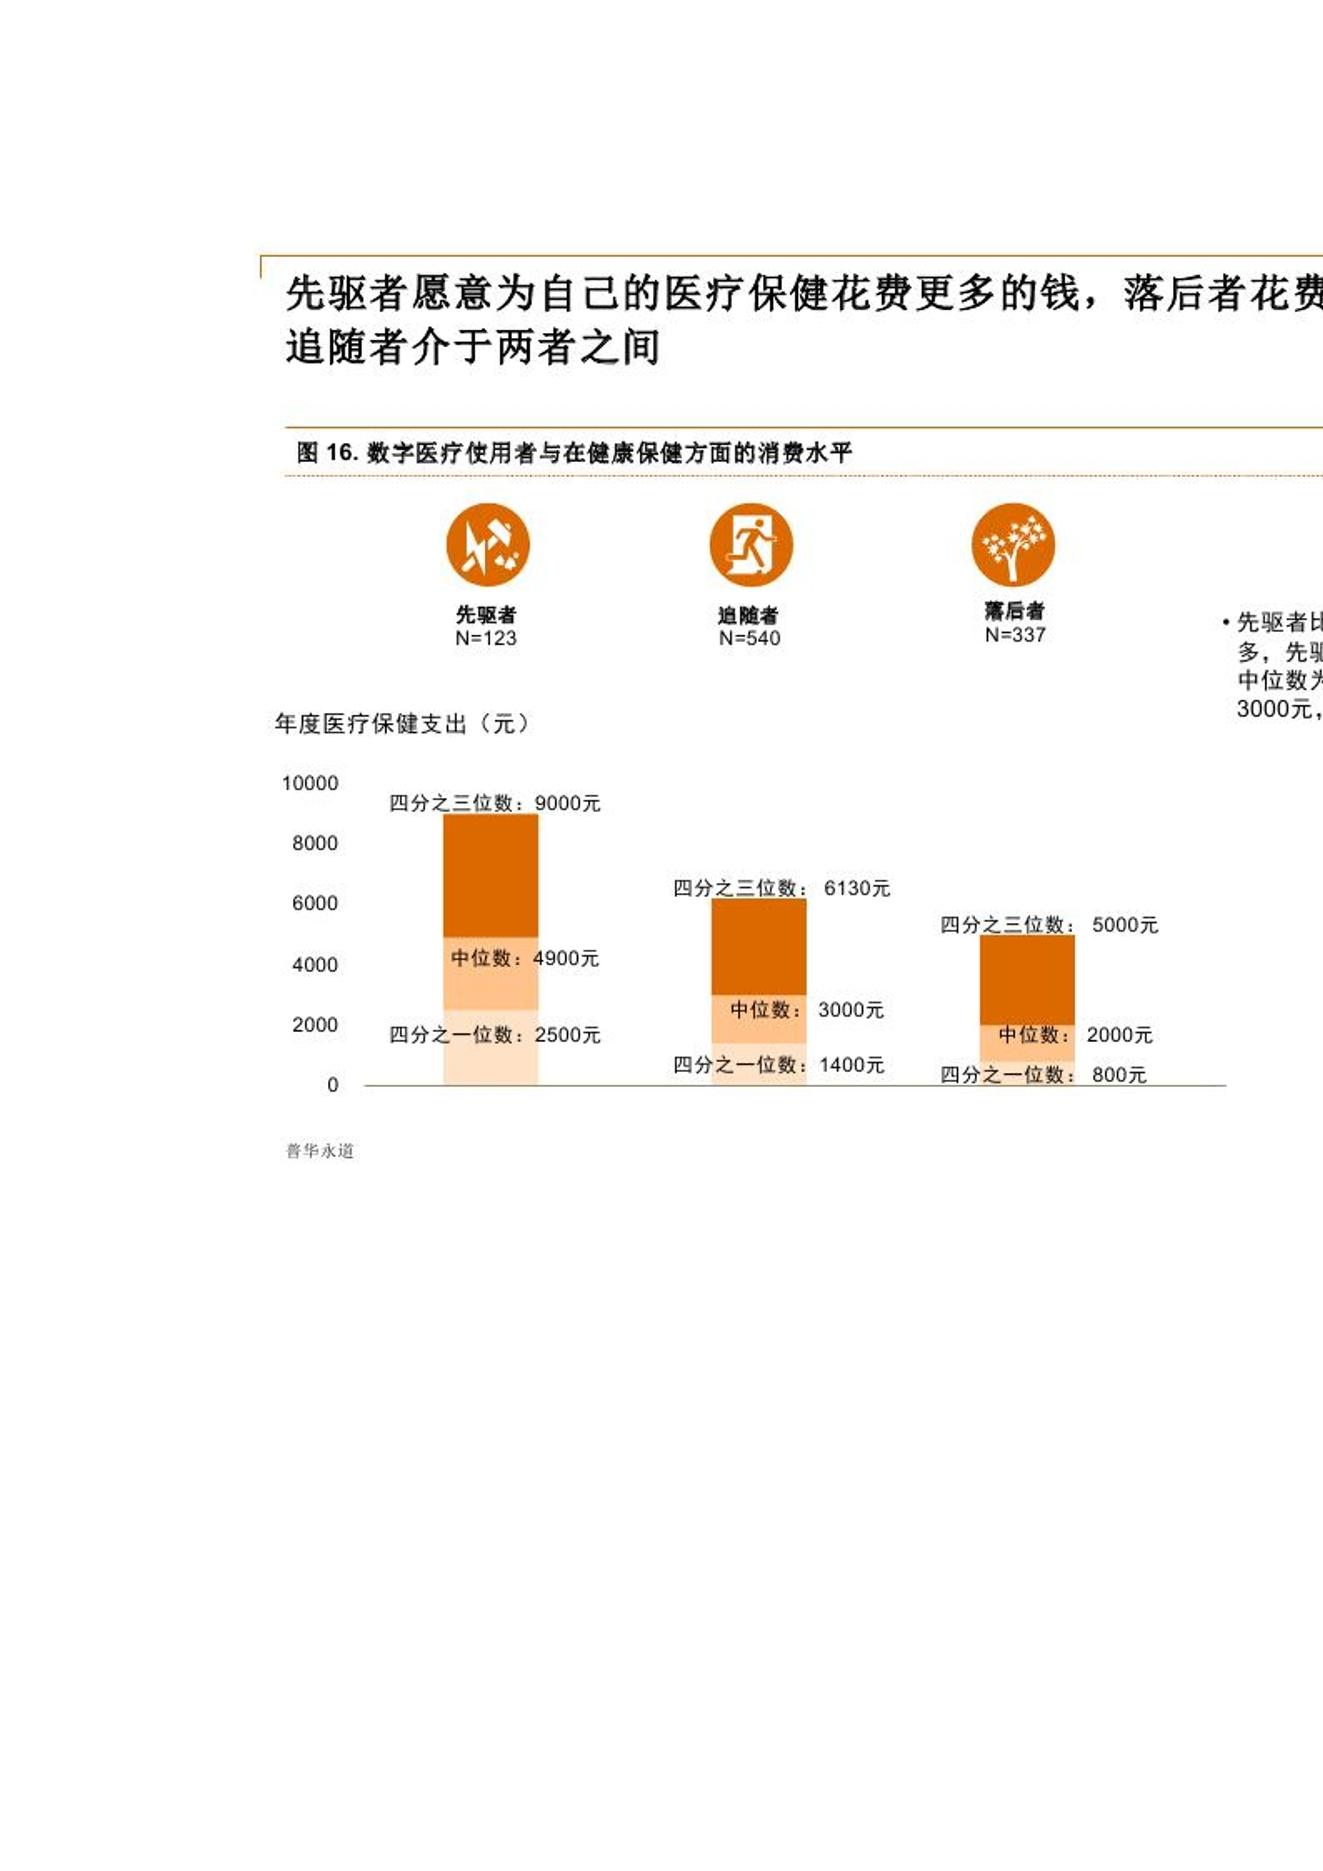 先驱者愿意为自己的医疗保健花费更多的钱，落后者花费
追随者介于两者之间
图 16. 数字医疗使用者与在健康保健方面的消费水平
先驱者
N=123
追随者
N=540
落后者
N=337
• 先驱者比
多，先驱
中位数为
3000元，
年度医疗保健支出（元）
10000
8000
6000
4000
2000
0
四分之三位数：9000元
中位数：4900元
四分之一位数：2500元
四分之三位数： 6130元
中位数： 3000元
四分之一位数：1400元
四分之三位数： 5000元
中位数： 2000元
四分之一位数： 800元
普华永道